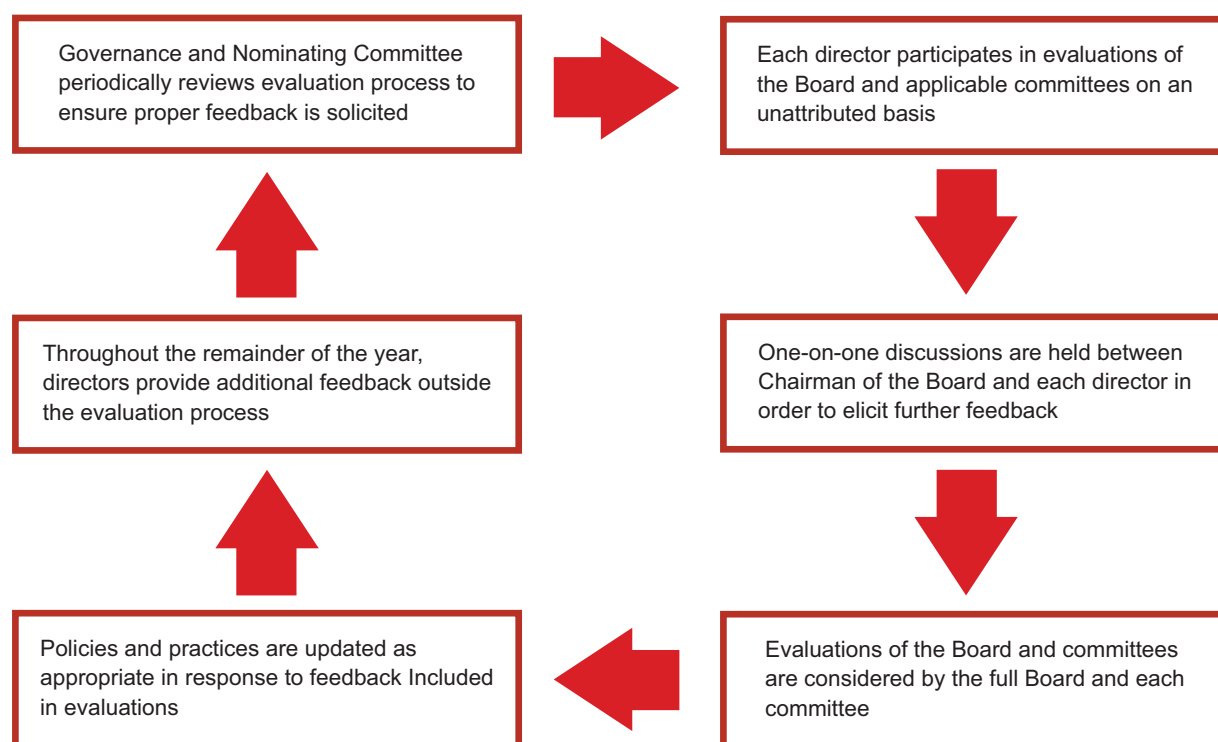 Governance and Nominating Committee
periodically reviews evaluation process to
ensure proper feedback is solicited
Each director participates in evaluations of
the Board and applicable committees on an
unattributed basis
One-on-one discussions are held between
Chairman of the Board and each director in
order to elicit further feedback
Evaluations of the Board and committees
are considered by the full Board and each
committee
Policies and practices are updated as
appropriate in response to feedback Included
in evaluations
Throughout the remainder of the year,
directors provide additional feedback outside
the evaluation process